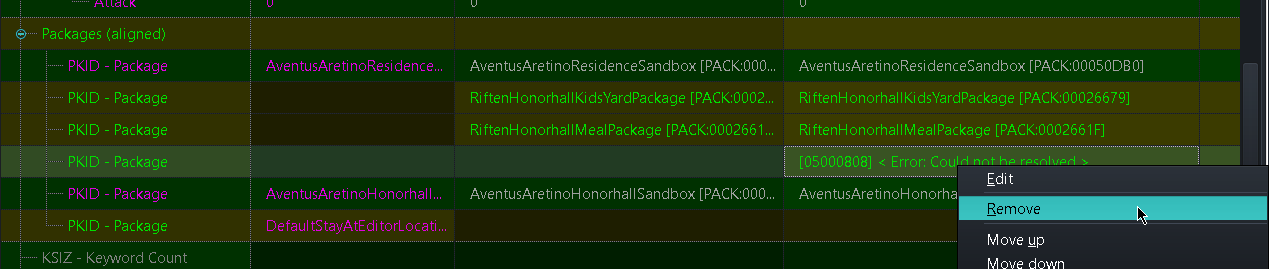 Attack 0 0 0
Packages (aligned)
PKID - Package AventusAretinoResidence... AventusAretinoResidenceSandbox [PACK:000... AventusAretinoResidenceSandbox [PACK:00050DB0]
PKID - Package RiftenHonorhallKidsYardPackage [PACK:0002... RiftenHonorhallKidsYardPackage [PACK:00026679]
PKID - Package RiftenHonorhallMealPackage [PACK:0002661... RiftenHonorhallMealPackage [PACK:0002661F]
PKID - Package [05000808] < Error: Could not be resolved >
Edit
PKID - Package AventusAretinoHonorhall... AventusAretinoHonorhallSandbox [PACK:000... AventusAretinoHonorha
Remove
PKID - Package DefaultStayAtEditorLocati...
Move up
KSIZ - Keyword Count
Move down